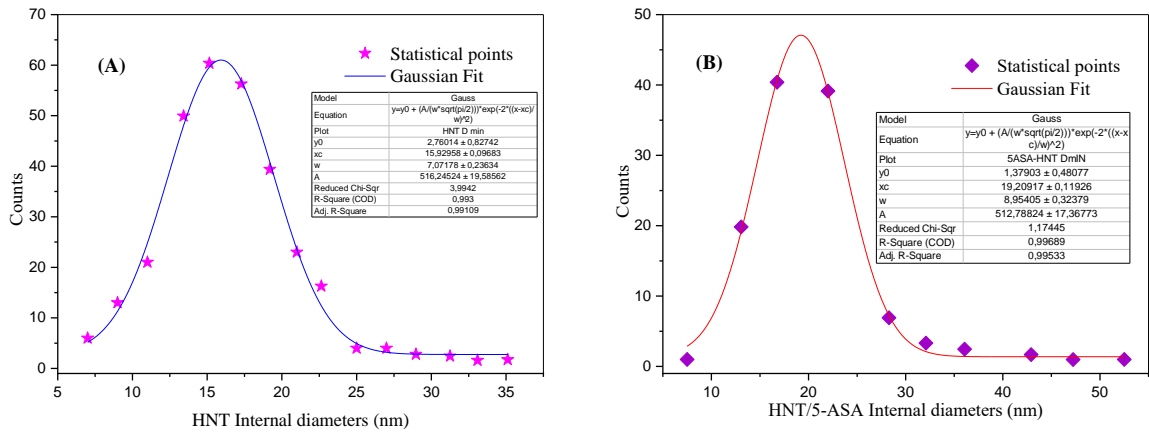 70
60
50
40
30
20
10
0
Counts
(A)
Statistical points
Gaussian Fit
Model Gauss
Equation y=y0 + (A/(w*sqrt(pi/2)))*exp(-2*((x-xc)/
w)^2)
Plot HNT D min
y0 2,76014 ± 0,82742
xc 15,92958 ± 0,09683
w 7,07178 ± 0,23634
A 516,24524 ± 19,58562
Reduced Chi-Sqr 3,9942
R-Square (COD) 0,993
Adj. R-Square 0,99109
5 10 15 20 25 30 35
HNT Internal diameters (nm)
50
40
30
20
10
0
Counts
(B)
Statistical points
Gaussian Fit
Model Gauss
Equation y=y0 + (A/(w*sqrt(pi/2)))*exp(-2*((x-x
c)/w)^2)
Plot 5ASA-HNT DmIN
y0 1,37903 ± 0,48077
xc 19,20917 ± 0,11926
w 8,95405 ± 0,32379
A 512,78824 ± 17,36773
Reduced Chi-Sqr 1,17445
R-Square (COD) 0,99689
Adj. R-Square 0,99533
10 20 30 40 50
HNT/5-ASA Internal diameters (nm)